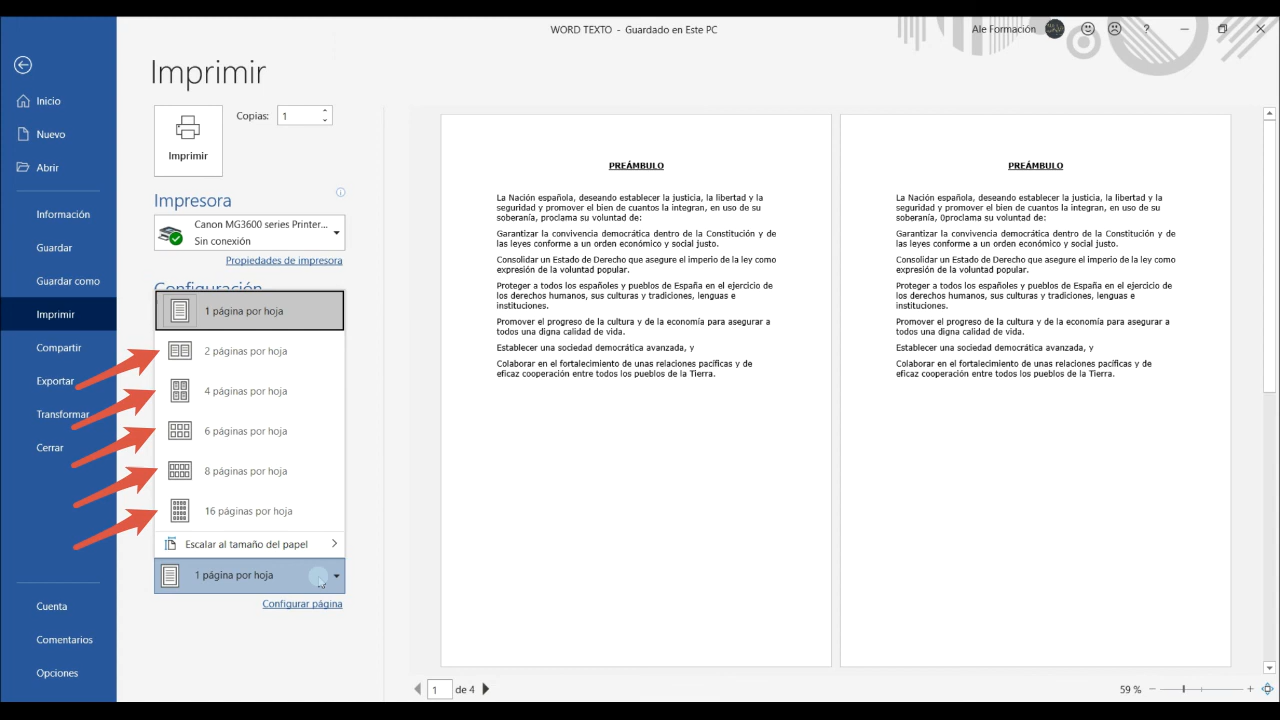 WORD TEXTO - Guardado en Este PC
Ale Formación
?
Imprimir
Inicio
Nuevo
Abrir
Información
Guardar
Guardar como
Imprimir
Compartir
Exportar
Transformar
Cerrar
Cuenta
Comentarios
Opciones
Imprimir
Copias: 1
Impresora
Canon MG3600 series Printer...
Sin conexión
Propiedades de impresora
Configuración
1 página por hoja
2 páginas por hoja
4 páginas por hoja
6 páginas por hoja
8 páginas por hoja
16 páginas por hoja
Escalar al tamaño del papel
1 página por hoja
Configurar página
PREÁMBULO
La Nación española, deseando establecer la justicia, la libertad y la
seguridad y promover el bien de cuantos la integran, en uso de su
soberanía, proclama su voluntad de:
Garantizar la convivencia democrática dentro de la Constitución y de
las leyes conforme a un orden económico y social justo.
Consolidar un Estado de Derecho que asegure el imperio de la ley como
expresión de la voluntad popular.
Proteger a todos los españoles y pueblos de España en el ejercicio de
los derechos humanos, sus culturas y tradiciones, lenguas e
instituciones.
Promover el progreso de la cultura y de la economía para asegurar a
todos una digna calidad de vida.
Establecer una sociedad democrática avanzada, y
Colaborar en el fortalecimiento de unas relaciones pacíficas y de
eficaz cooperación entre todos los pueblos de la Tierra.
PREÁMBULO
La Nación española, deseando establecer la justicia, la libertad y la
seguridad y promover el bien de cuantos la integran, en uso de su
soberanía, 0proclama su voluntad de:
Garantizar la convivencia democrática dentro de la Constitución y de
las leyes conforme a un orden económico y social justo.
Consolidar un Estado de Derecho que asegure el imperio de la ley como
expresión de la voluntad popular.
Proteger a todos los españoles y pueblos de España en el ejercicio de
los derechos humanos, sus culturas y tradiciones, lenguas e
instituciones.
Promover el progreso de la cultura y de la economía para asegurar a
todos una digna calidad de vida.
Establecer una sociedad democrática avanzada, y
Colaborar en el fortalecimiento de unas relaciones pacíficas y de
eficaz cooperación entre todos los pueblos de la Tierra.
1 de 4
59 %